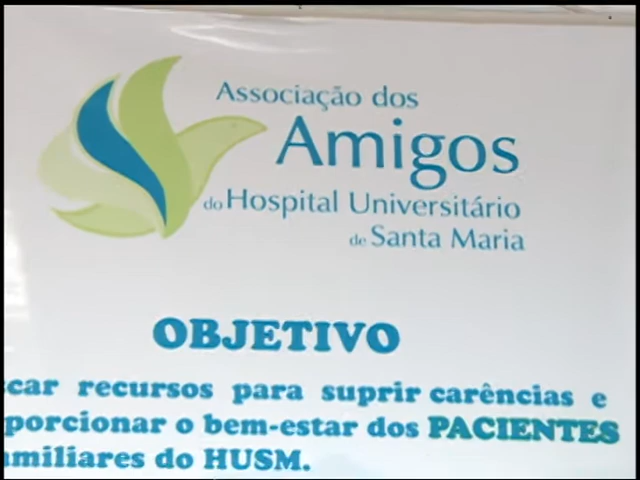 Associação dos
Amigos
do Hospital Universitário
de Santa Maria
OBJETIVO
car recursos para suprir carências e
porcionar o bem-estar dos PACIENTES
amiliares do HUSM.